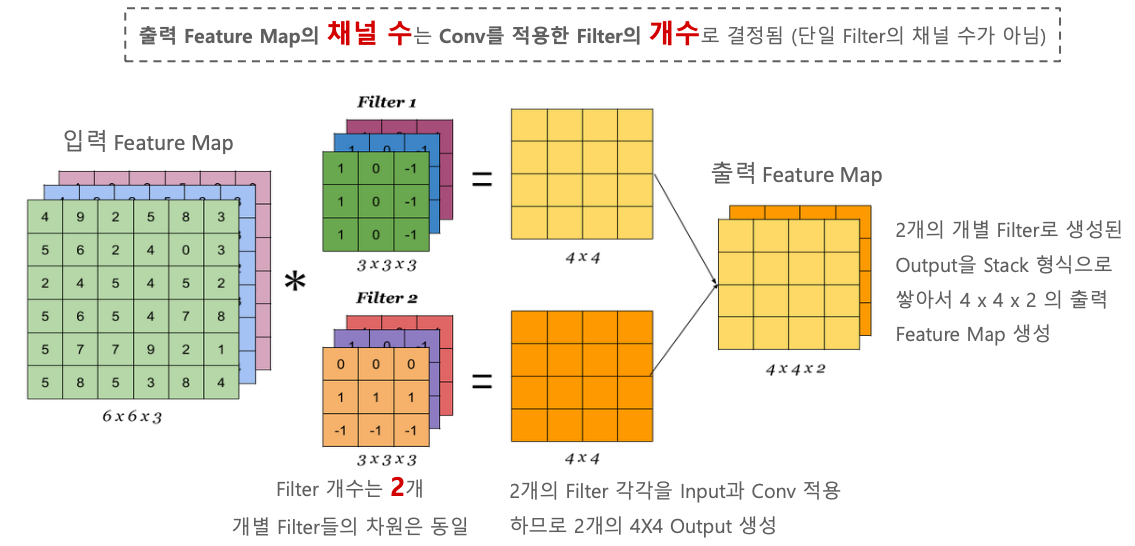 출력 Feature Map의 채널 수는 Conv를 적용한 Filter의 개수로 결정됨 (단일 Filter의 채널 수가 아님)
입력 Feature Map
4 9 2 5 8 3
5 6 2 4 0 3
2 4 5 4 5 2
5 6 5 4 7 8
5 7 7 9 2 1
5 8 5 3 8 4
6 x 6 x 3
*
Filter 1
1 0 -1
1 0 -1
1 0 -1
3 x 3 x 3
=
4 x 4
Filter 2
0 0 0
1 1 1
-1 -1 -1
3 x 3 x 3
=
4 x 4
Filter 개수는 2개
개별 Filter들의 차원은 동일
2개의 Filter 각각을 Input과 Conv 적용
하므로 2개의 4X4 Output 생성
출력 Feature Map
4 x 4 x 2
2개의 개별 Filter로 생성된
Output을 Stack 형식으로
쌓아서 4 x 4 x 2 의 출력
Feature Map 생성